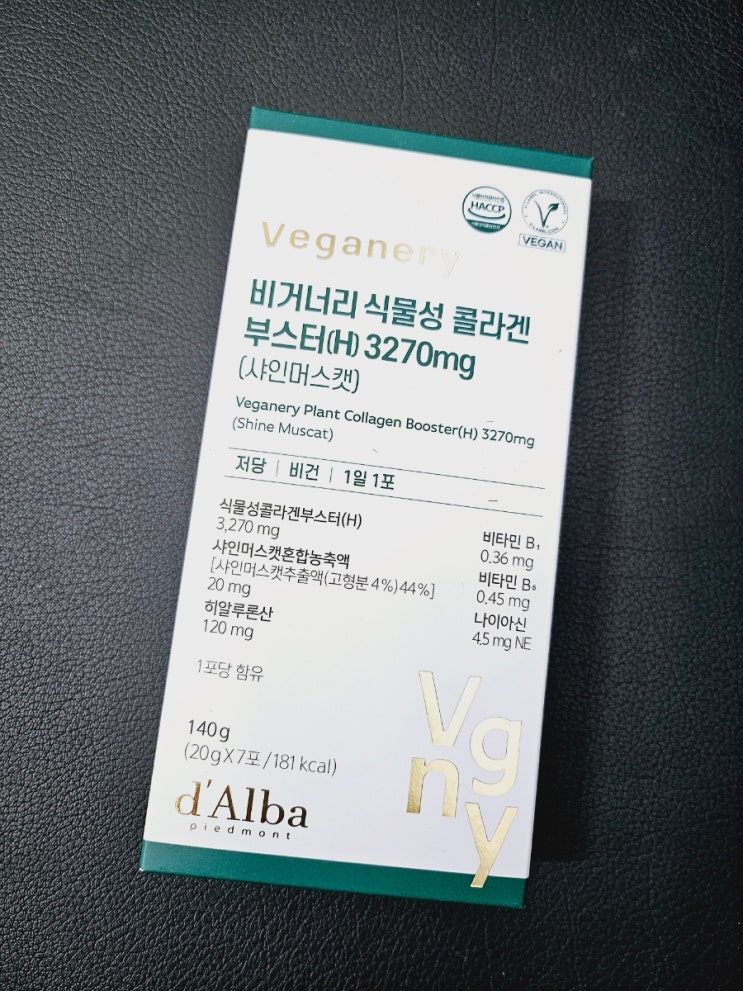 HACCP
VEGAN
Veganery
비거너리 식물성 콜라겐
부스터(H) 3270mg
(샤인머스캣)
Veganery Plant Collagen Booster(H) 3270mg
(Shine Muscat)
저당 | 비건 | 1일 1포
식물성콜라겐부스터(H)
3,270 mg
샤인머스캣혼합농축액
[샤인머스캣추출액(고형분 4%)44%]
20 mg
히알루론산
120 mg
비타민 B₁
0.36 mg
비타민 B₆
0.45 mg
나이아신
4.5 mg NE
1포당 함유
140g
(20g X 7포 / 181 kcal)
d'Alba
piedmont
Vg
ny